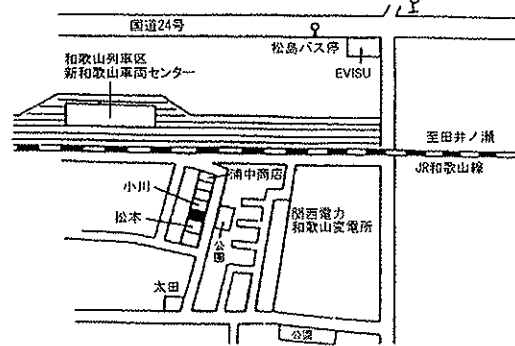 国道24号
松島バス停
EVISU
和歌山列車区
新和歌山車両センター
至田井ノ瀬
JR和歌山線
浦中商店
小川
松本
公園
関西電力
和歌山変電所
太田
公園